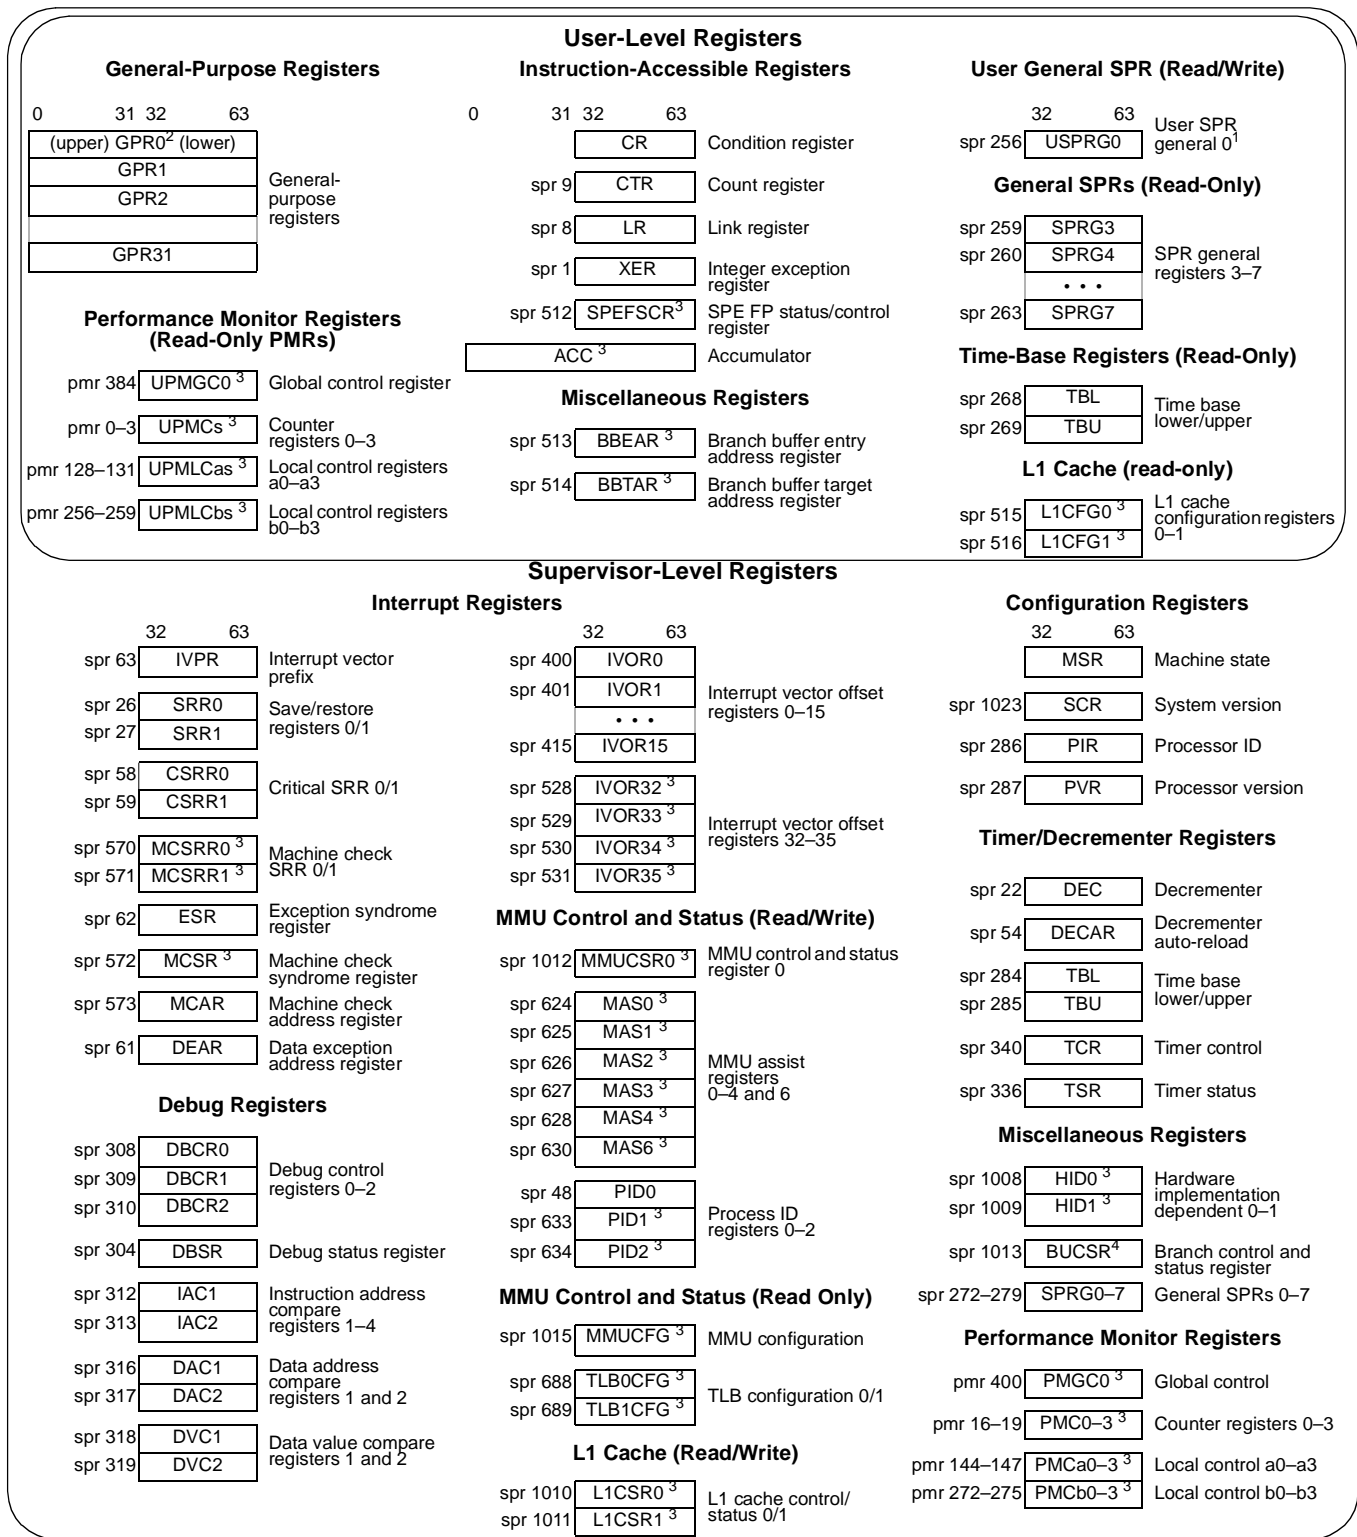 User-Level Registers
General-Purpose Registers
0 31 32 63
(upper) GPR0² (lower)
GPR1
GPR2
GPR31
General-
purpose
registers
Performance Monitor Registers
(Read-Only PMRs)
pmr 384 UPMGC0 ³ Global control register
pmr 0–3 UPMCs ³ Counter
registers 0–3
pmr 128–131 UPMLCas ³ Local control registers
a0–a3
pmr 256–259 UPMLCbs ³ Local control registers
b0–b3
Instruction-Accessible Registers
0 31 32 63
CR Condition register
spr 9 CTR Count register
spr 8 LR Link register
spr 1 XER Integer exception
register
spr 512 SPEFSCR³ SPE FP status/control
register
ACC ³ Accumulator
Miscellaneous Registers
spr 513 BBEAR ³ Branch buffer entry
address register
spr 514 BBTAR ³ Branch buffer target
address register
User General SPR (Read/Write)
32 63
spr 256 USPRG0 User SPR
general 0¹
General SPRs (Read-Only)
spr 259 SPRG3
spr 260 SPRG4
• • •
spr 263 SPRG7
SPR general
registers 3–7
Time-Base Registers (Read-Only)
spr 268 TBL
spr 269 TBU
Time base
lower/upper
L1 Cache (read-only)
spr 515 L1CFG0 ³
spr 516 L1CFG1 ³
L1 cache
configuration registers
0–1
Supervisor-Level Registers
Interrupt Registers
32 63
spr 63 IVPR Interrupt vector
prefix
spr 26 SRR0
spr 27 SRR1
Save/restore
registers 0/1
spr 58 CSRR0
spr 59 CSRR1
Critical SRR 0/1
spr 570 MCSRR0 ³
spr 571 MCSRR1 ³
Machine check
SRR 0/1
spr 62 ESR Exception syndrome
register
spr 572 MCSR ³ Machine check
syndrome register
spr 573 MCAR Machine check
address register
spr 61 DEAR Data exception
address register
Debug Registers
spr 308 DBCR0
spr 309 DBCR1
spr 310 DBCR2
Debug control
registers 0–2
spr 304 DBSR Debug status register
spr 312 IAC1
spr 313 IAC2
Instruction address
compare
registers 1–4
spr 316 DAC1
spr 317 DAC2
Data address
compare
registers 1 and 2
spr 318 DVC1
spr 319 DVC2
Data value compare
registers 1 and 2
32 63
spr 400 IVOR0
spr 401 IVOR1
• • •
spr 415 IVOR15
Interrupt vector offset
registers 0–15
spr 528 IVOR32 ³
spr 529 IVOR33 ³
spr 530 IVOR34 ³
spr 531 IVOR35 ³
Interrupt vector offset
registers 32–35
MMU Control and Status (Read/Write)
spr 1012 MMUCSR0 ³ MMU control and status
register 0
spr 624 MAS0 ³
spr 625 MAS1 ³
spr 626 MAS2 ³
spr 627 MAS3 ³
spr 628 MAS4 ³
spr 630 MAS6 ³
MMU assist
registers
0–4 and 6
spr 48 PID0
spr 633 PID1 ³
spr 634 PID2 ³
Process ID
registers 0–2
MMU Control and Status (Read Only)
spr 1015 MMUCFG ³ MMU configuration
spr 688 TLB0CFG ³
spr 689 TLB1CFG ³
TLB configuration 0/1
L1 Cache (Read/Write)
spr 1010 L1CSR0 ³
spr 1011 L1CSR1 ³
L1 cache control/
status 0/1
Configuration Registers
32 63
MSR Machine state
spr 1023 SCR System version
spr 286 PIR Processor ID
spr 287 PVR Processor version
Timer/Decrementer Registers
spr 22 DEC Decrementer
spr 54 DECAR Decrementer
auto-reload
spr 284 TBL
spr 285 TBU
Time base
lower/upper
spr 340 TCR Timer control
spr 336 TSR Timer status
Miscellaneous Registers
spr 1008 HID0 ³
spr 1009 HID1 ³
Hardware
implementation
dependent 0–1
spr 1013 BUCSR⁴ Branch control and
status register
spr 272–279 SPRG0–7 General SPRs 0–7
Performance Monitor Registers
pmr 400 PMGC0 ³ Global control
pmr 16–19 PMC0–3 ³ Counter registers 0–3
pmr 144–147 PMCa0–3 ³ Local control a0–a3
pmr 272–275 PMCb0–3 ³ Local control b0–b3